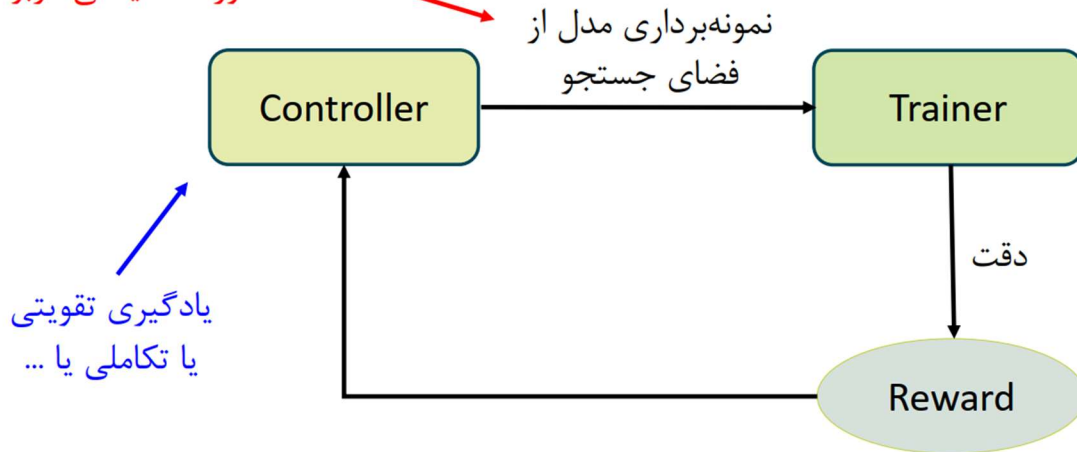 نمونه‌برداری مدل از
فضای جستجو
Controller
Trainer
دقت
یادگیری تقویتی
یا تکاملی یا ...
Reward